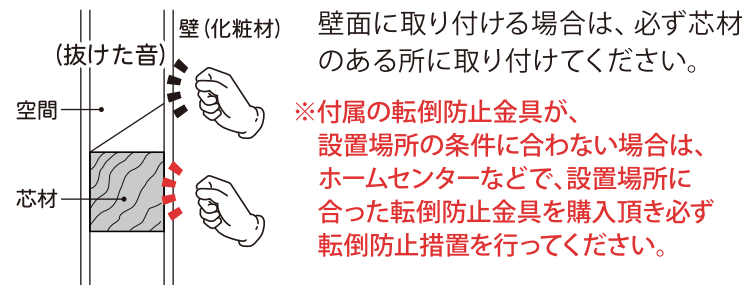 壁（化粧材）
（抜けた音）
空間
芯材
壁面に取り付ける場合は、必ず芯材
のある所に取り付けてください。
※付属の転倒防止金具が、
設置場所の条件に合わない場合は、
ホームセンターなどで、設置場所に
合った転倒防止金具を購入頂き必ず
転倒防止措置を行ってください。